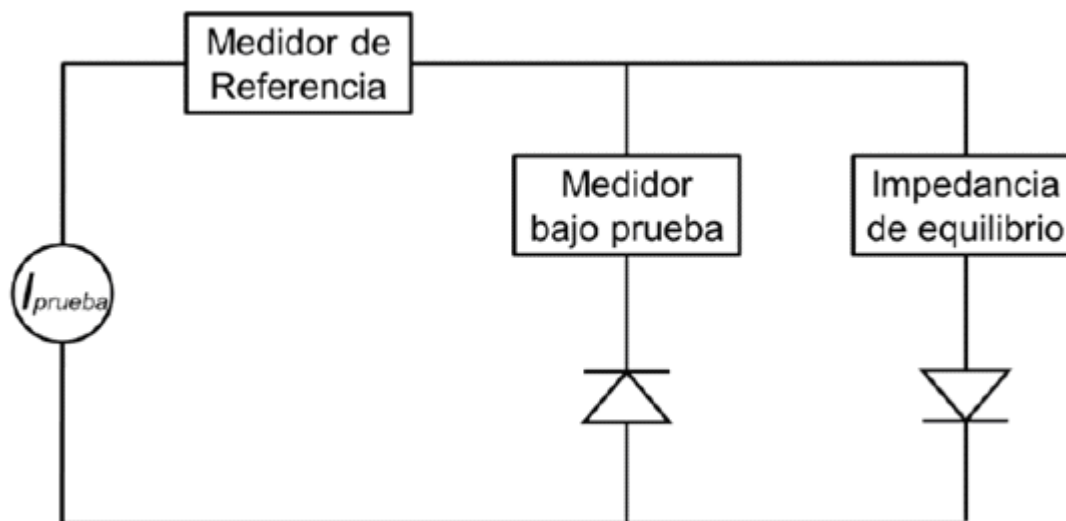 Medidor de
Referencia
Medidor
bajo prueba
Impedancia
de equilibrio
Iprueba